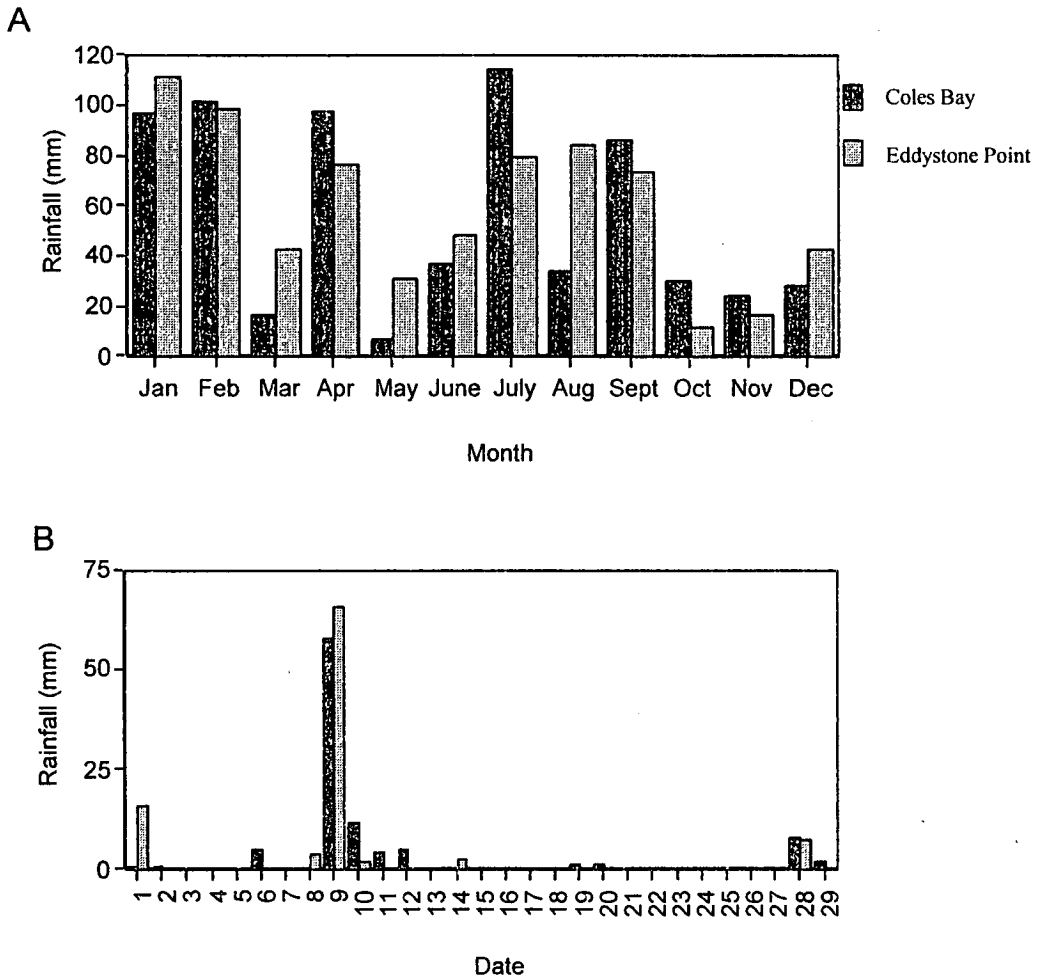 A
120
100
80
60
40
20
0
Rainfall (mm)
Jan Feb Mar Apr May June July Aug Sept Oct Nov Dec
Month
Coles Bay
Eddystone Point
B
75
50
25
0
Rainfall (mm)
1 2 3 4 5 6 7 8 9 10 11 12 13 14 15 16 17 18 19 20 21 22 23 24 25 26 27 28 29
Date